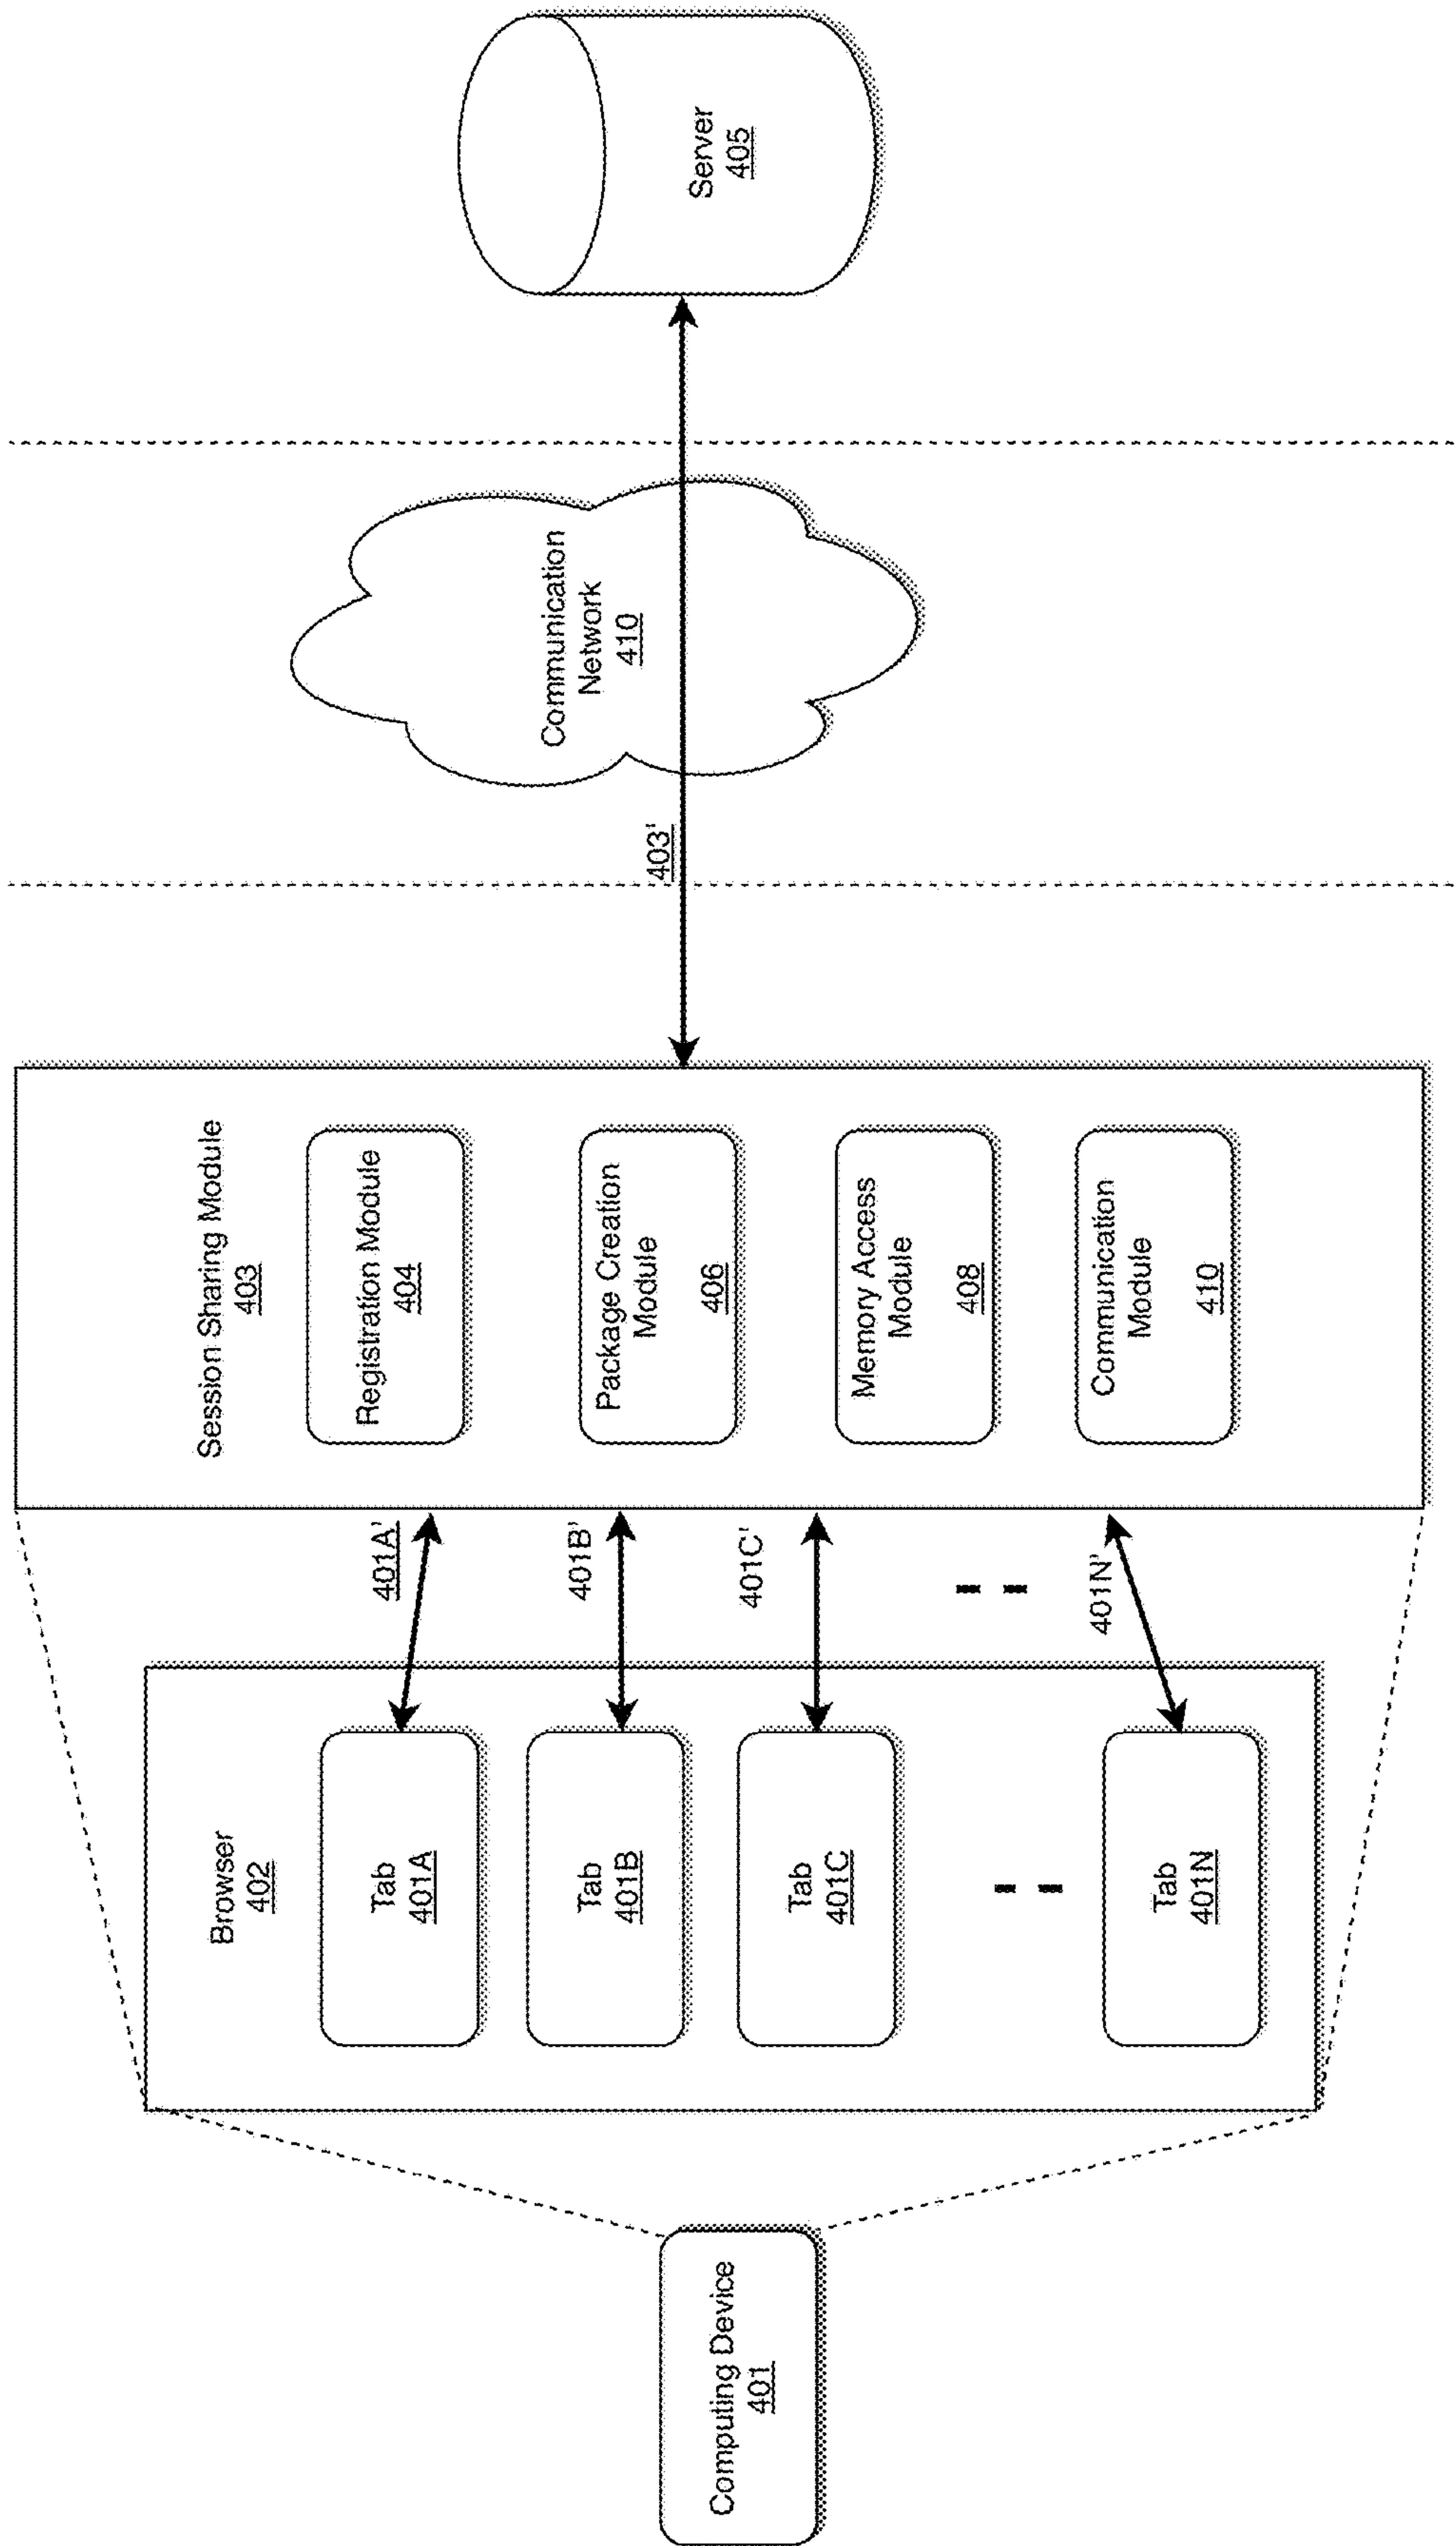 Computing Device
401
Browser
402
Tab
401A
Tab
401B
Tab
401C
Tab
401N
401A'
401B'
401C'
401N'
Session Sharing Module
403
Registration Module
404
Package Creation
Module
406
Memory Access
Module
408
Communication
Module
410
403'
Communication
Network
410
Server
405